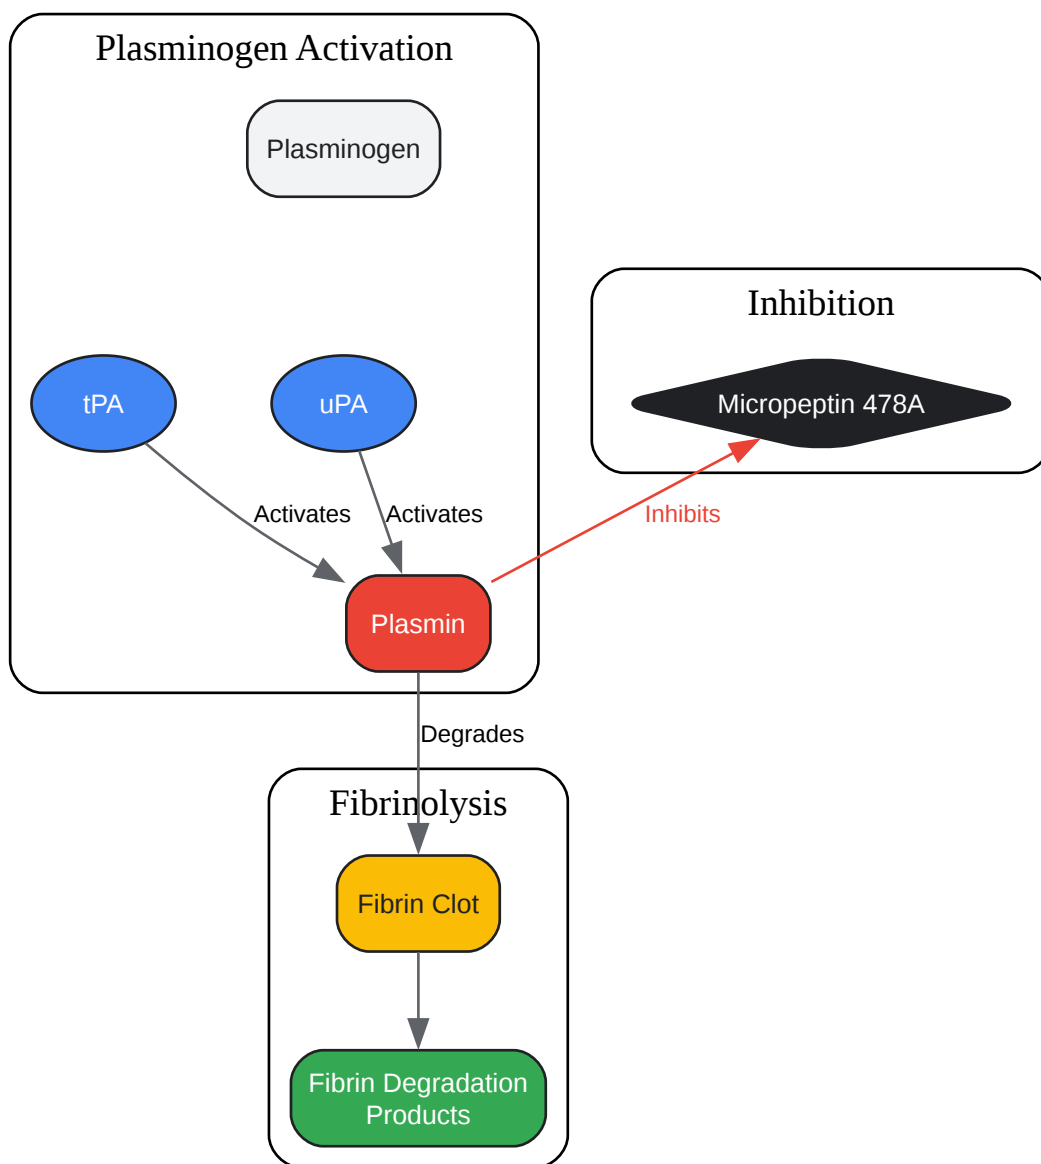 Plasminogen Activation
Plasminogen
Inhibition
tPA
uPA
Micropeptin 478A
Activates
Activates
Inhibits
Plasmin
Degrades
Fibrinolysis
Fibrin Clot
Fibrin Degradation
Products